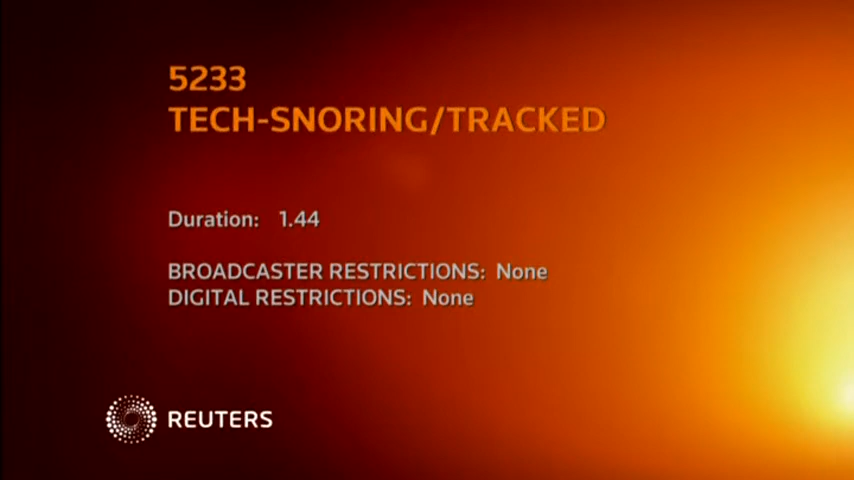 5233
TECH-SNORING/TRACKED
Duration: 1.44
BROADCASTER RESTRICTIONS: None
DIGITAL RESTRICTIONS: None
REUTERS